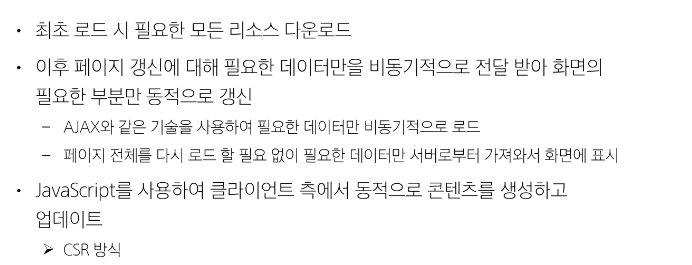 • 최초 로드 시 필요한 모든 리소스 다운로드
• 이후 페이지 갱신에 대해 필요한 데이터만을 비동기적으로 전달 받아 화면의
필요한 부분만 동적으로 갱신
– AJAX와 같은 기술을 사용하여 필요한 데이터만 비동기적으로 로드
– 페이지 전체를 다시 로드 할 필요 없이 필요한 데이터만 서버로부터 가져와서 화면에 표시
• JavaScript를 사용하여 클라이언트 측에서 동적으로 콘텐츠를 생성하고
업데이트
➢ CSR 방식